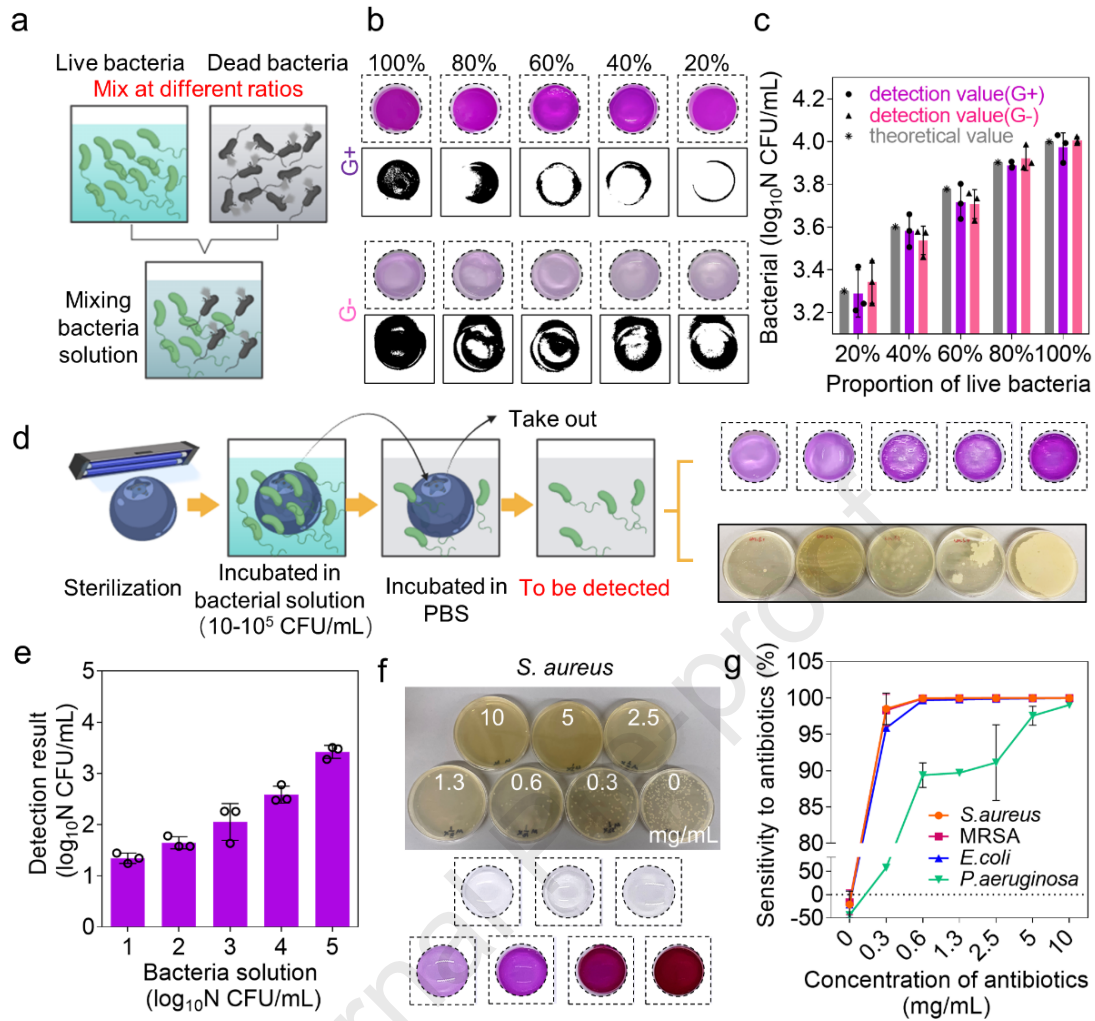 a
Live bacteria Dead bacteria
Mix at different ratios
Mixing
bacteria
solution
b
100% 80% 60% 40% 20%
G+
G-
c
Bacterial (log10N CFU/mL)
4.2
4.0
3.8
3.6
3.4
3.2
detection value(G+)
detection value(G-)
theoretical value
20% 40% 60% 80% 100%
Proportion of live bacteria
d
Take out
Sterilization
Incubated in
bacterial solution
(10-10⁵ CFU/mL)
Incubated in
PBS
To be detected
e
Detection result
(log10N CFU/mL)
5
4
3
2
1
0
1 2 3 4 5
Bacteria solution
(log10N CFU/mL)
f
S. aureus
10 5 2.5
1.3 0.6 0.3 0
mg/mL
g
Sensitivity to antibiotics (%)
105
100
95
90
85
80
50
0
-50
S.aureus
MRSA
E.coli
P.aeruginosa
0 0.3 0.6 1.3 2.5 5 10
Concentration of antibiotics
(mg/mL)